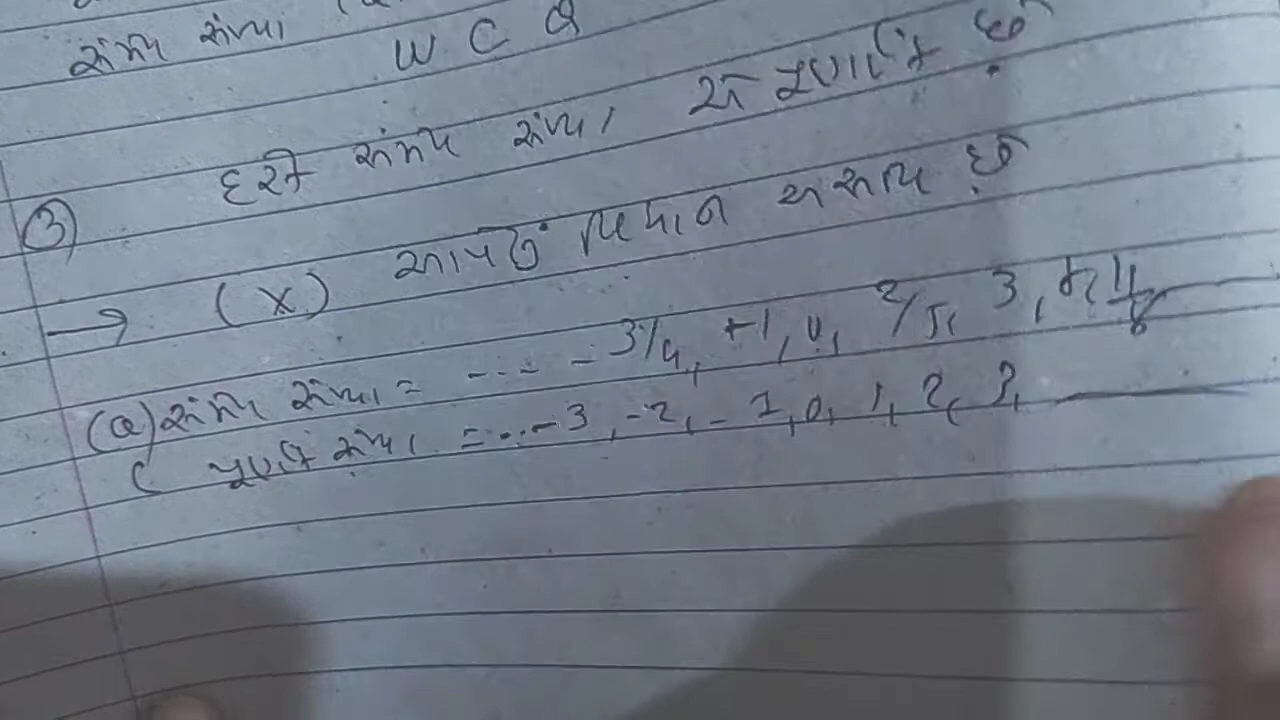 સંમેય સંખ્યા
W C Q
③ દરેક સંમેય સંખ્યા એ પૂર્ણાંક છે.
→ (X) આપેલું વિધાન અસત્ય છે
(Q) સંમેય સંખ્યા = ---- -3/4, +1, 0, 2/5, 3,
પૂર્ણાંક સંખ્યા = ...-3, -2, -1, 0, 1, 2, 3,